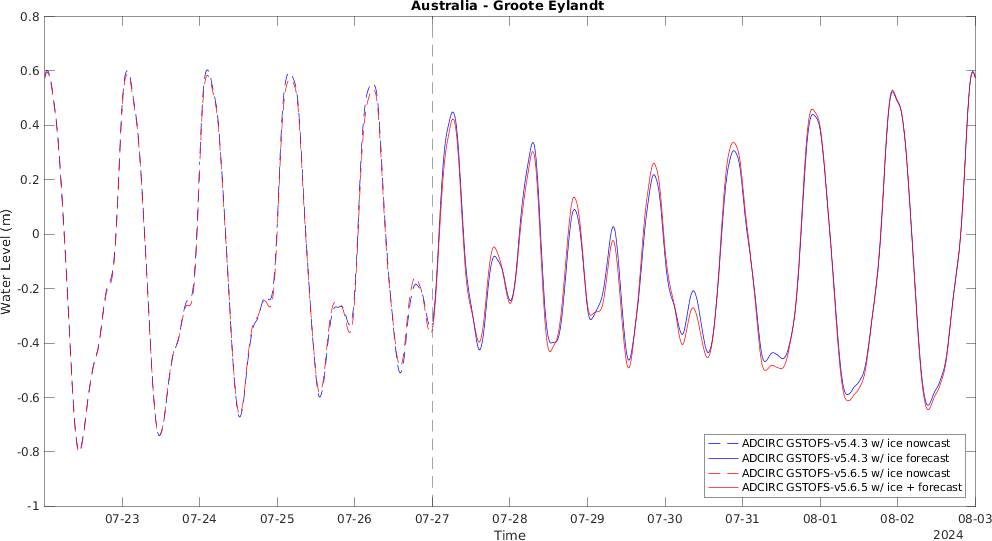 Australia - Groote Eylandt
0.8
0.6
0.4
0.2
0
-0.2
-0.4
-0.6
-0.8
-1
Water Level (m)
ADCIRC GSTOFS-v5.4.3 w/ ice nowcast
ADCIRC GSTOFS-v5.4.3 w/ ice forecast
ADCIRC GSTOFS-v5.6.5 w/ ice nowcast
ADCIRC GSTOFS-v5.6.5 w/ ice + forecast
07-23 07-24 07-25 07-26 07-27 07-28 07-29 07-30 07-31 08-01 08-02 08-03
Time
2024